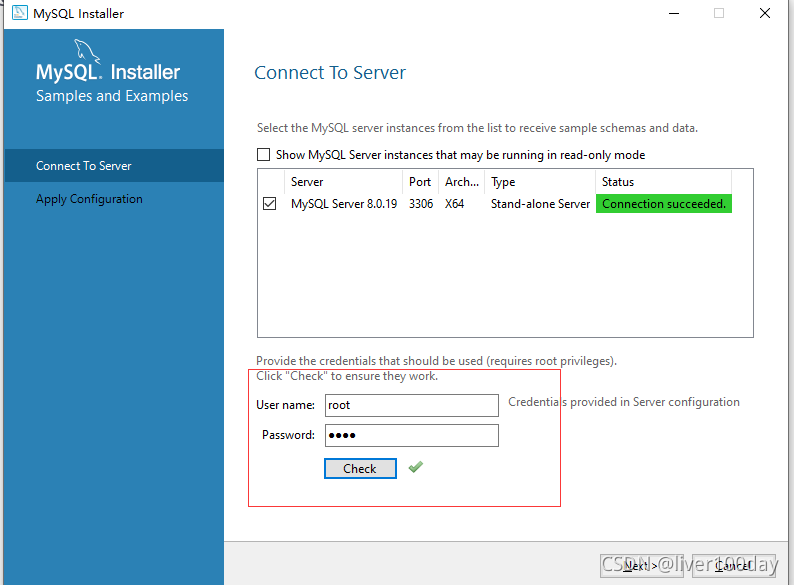 MySQL Installer
MySQL. Installer
Samples and Examples
Connect To Server
Apply Configuration
Connect To Server
Select the MySQL server instances from the list to receive sample schemas and data.
Show MySQL Server instances that may be running in read-only mode
Server Port Arch... Type Status
MySQL Server 8.0.19 3306 X64 Stand-alone Server Connection succeeded.
Provide the credentials that should be used (requires root privileges).
Click "Check" to ensure they work.
User name: root Credentials provided in Server configuration
Password: ••••
Check
Next > Cancel
CSDN @liver100day